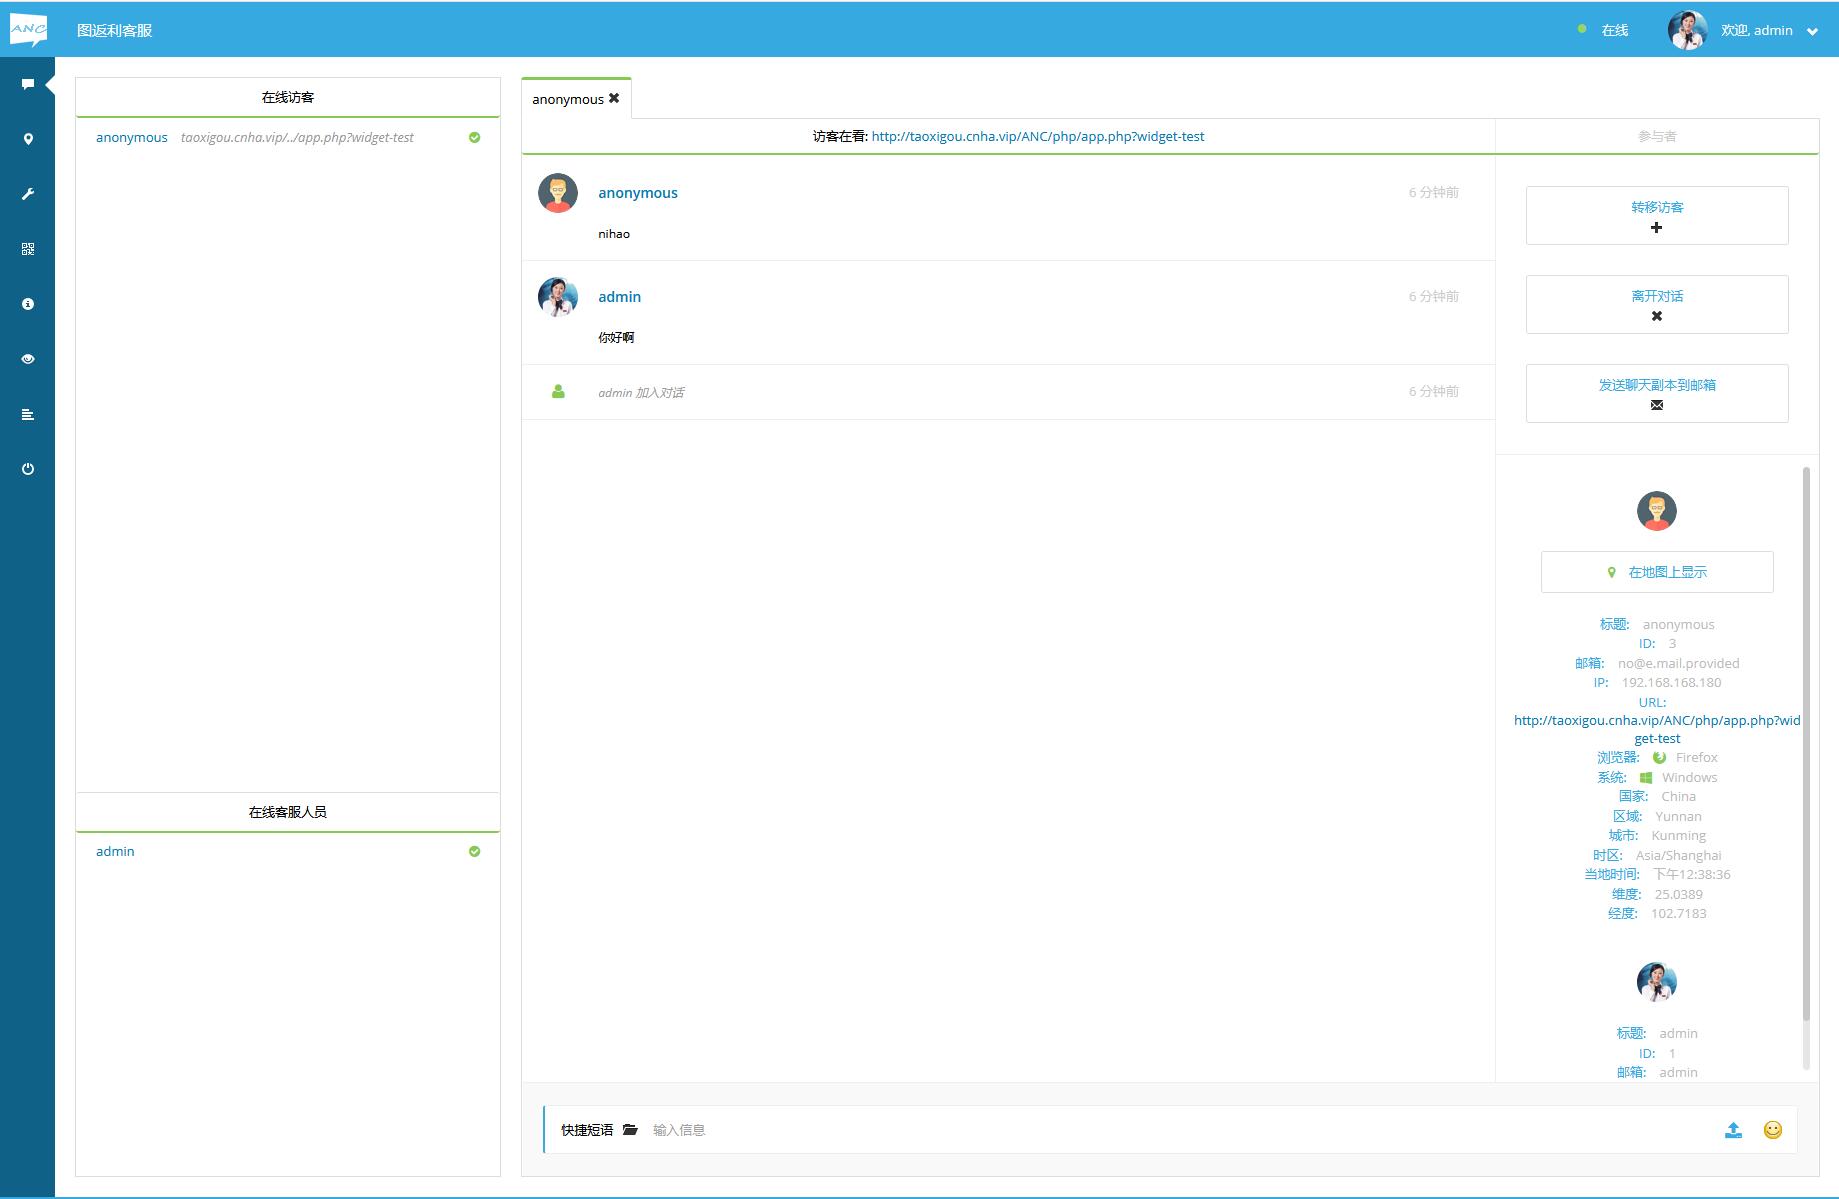 ANC
图返利客服
在线
欢迎, admin
在线访客
anonymous taoxigou.cnha.vip/../app.php?widget-test
在线客服人员
admin
anonymous
访客在看: http://taoxigou.cnha.vip/ANC/php/app.php?widget-test
参与者
anonymous
6 分钟前
nihao
admin
6 分钟前
你好啊
admin 加入对话
6 分钟前
转移访客
离开对话
发送聊天副本到邮箱
在地图上显示
标题: anonymous
ID: 3
邮箱: no@e.mail.provided
IP: 192.168.168.180
URL:
http://taoxigou.cnha.vip/ANC/php/app.php?wid
get-test
浏览器: Firefox
系统: Windows
国家: China
区域: Yunnan
城市: Kunming
时区: Asia/Shanghai
当地时间: 下午12:38:36
维度: 25.0389
经度: 102.7183
标题: admin
ID: 1
邮箱: admin
快捷短语 输入信息